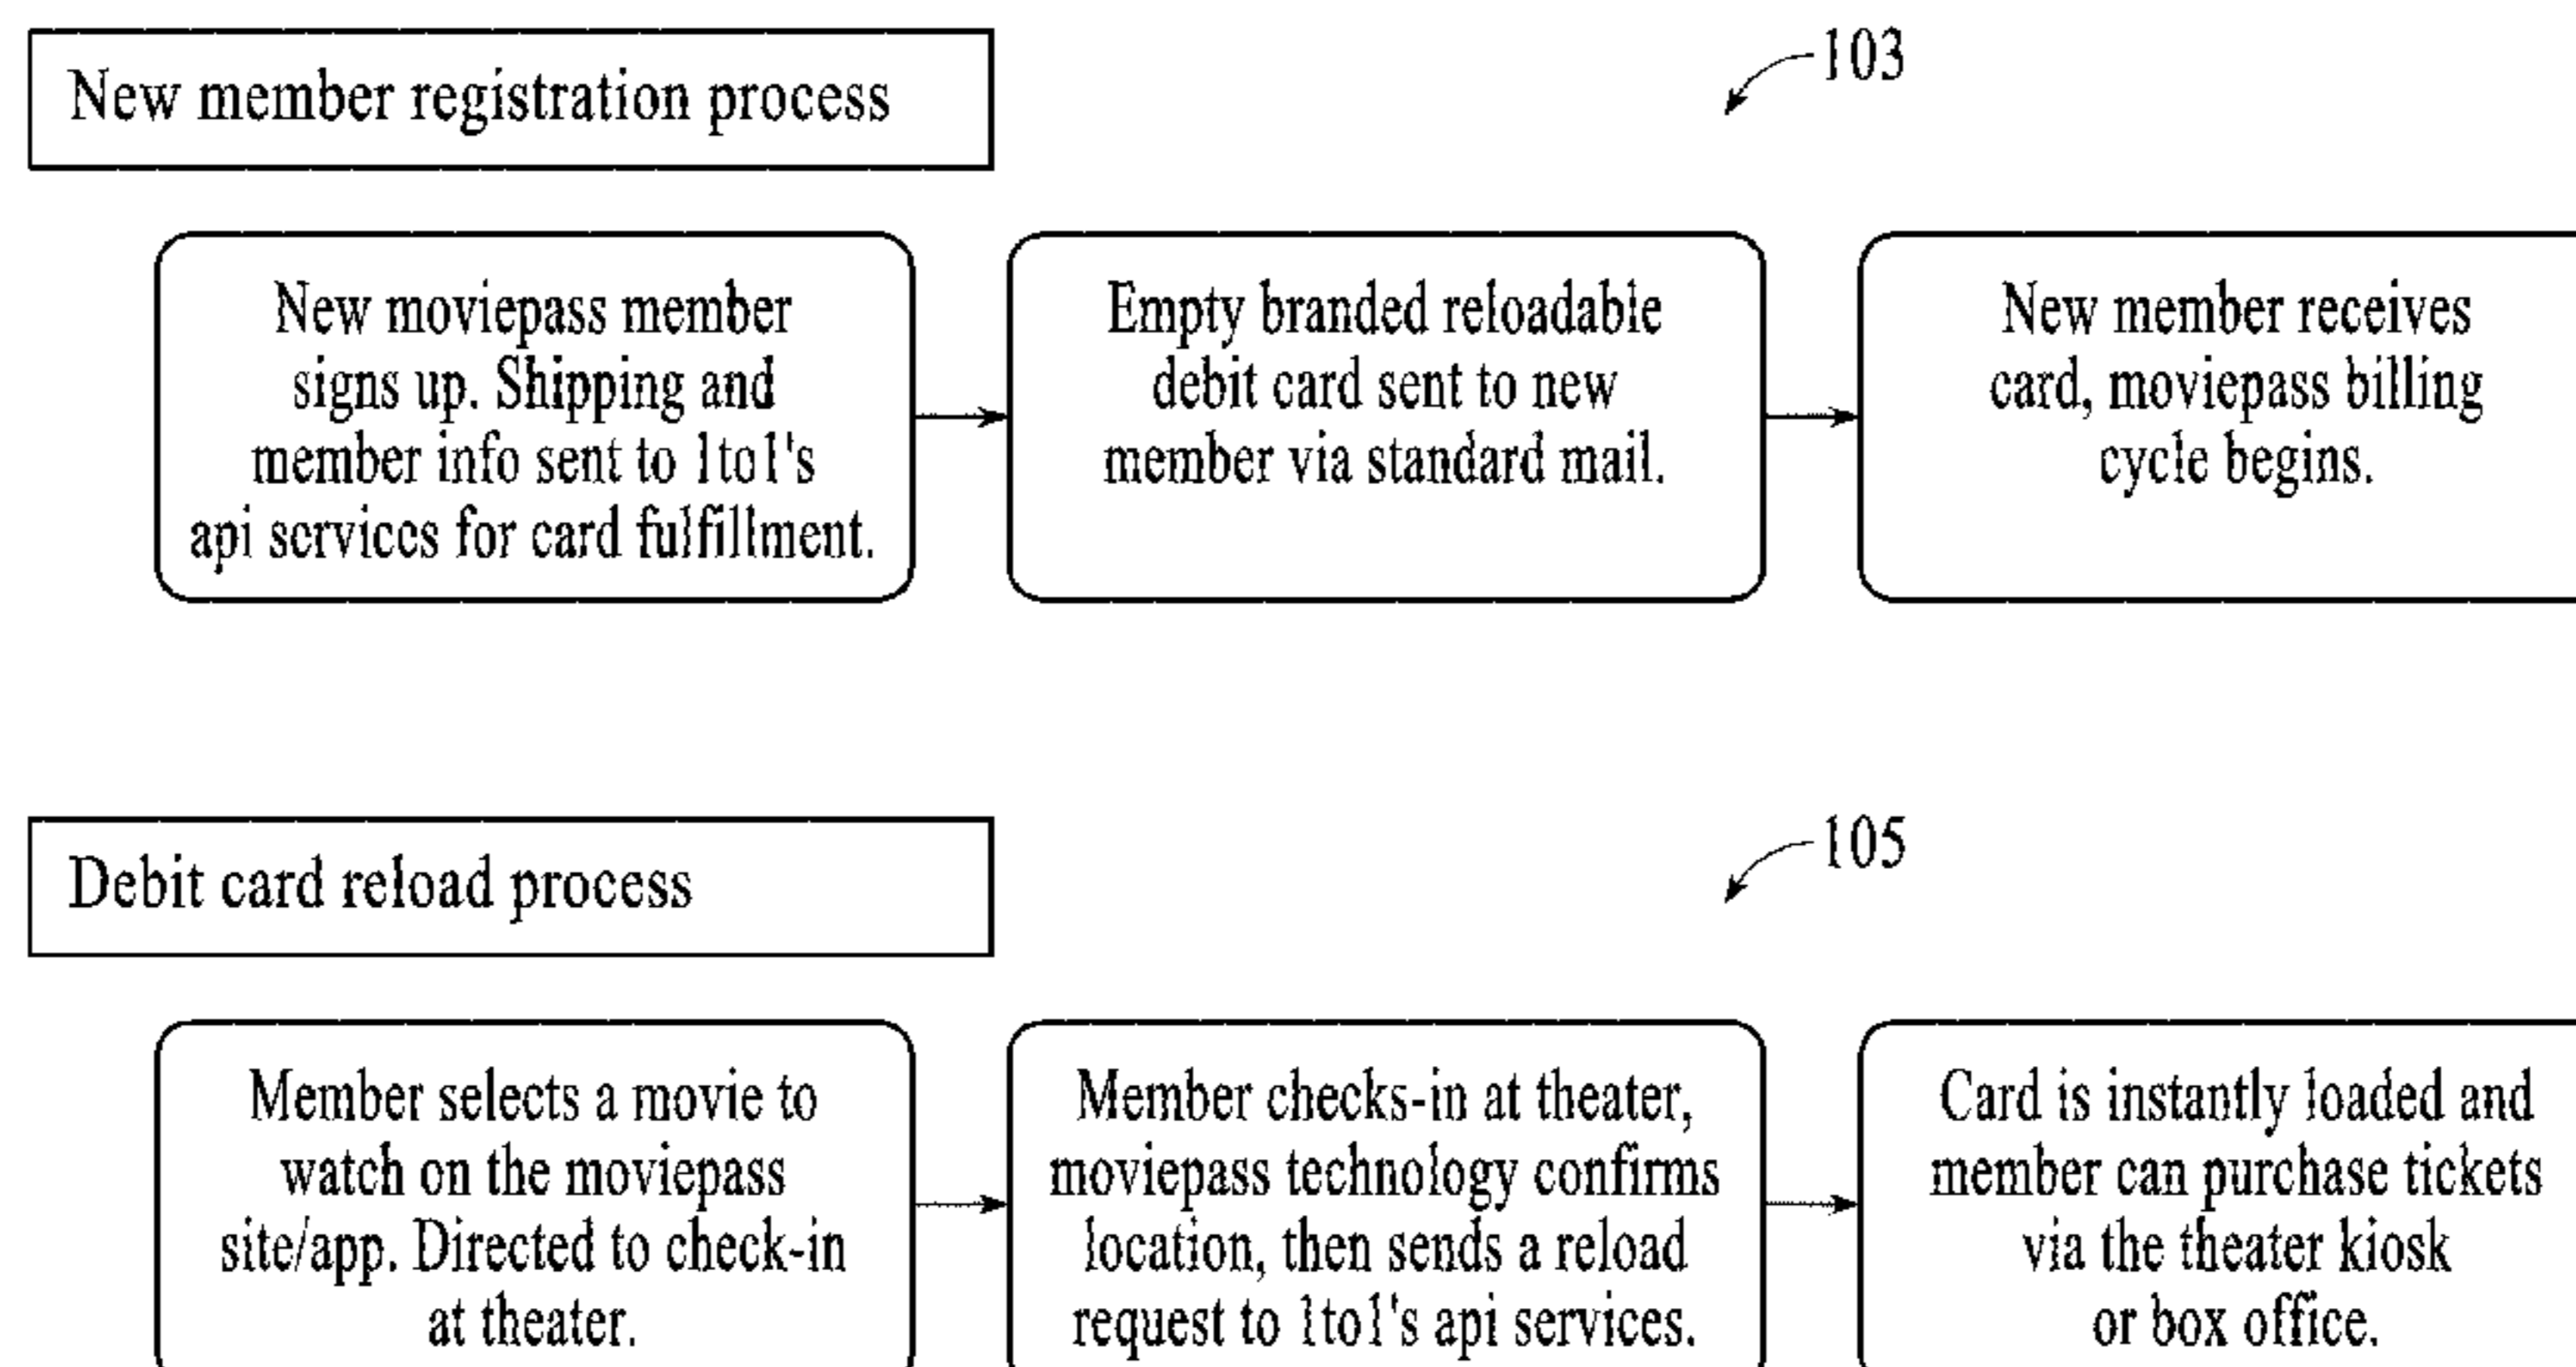 New member registration process
103
New moviepass member
signs up. Shipping and
member info sent to 1to1's
api services for card fulfillment.
Empty branded reloadable
debit card sent to new
member via standard mail.
New member receives
card, moviepass billing
cycle begins.
Debit card reload process
105
Member selects a movie to
watch on the moviepass
site/app. Directed to check-in
at theater.
Member checks-in at theater,
moviepass technology confirms
location, then sends a reload
request to 1to1's api services.
Card is instantly loaded and
member can purchase tickets
via the theater kiosk
or box office.